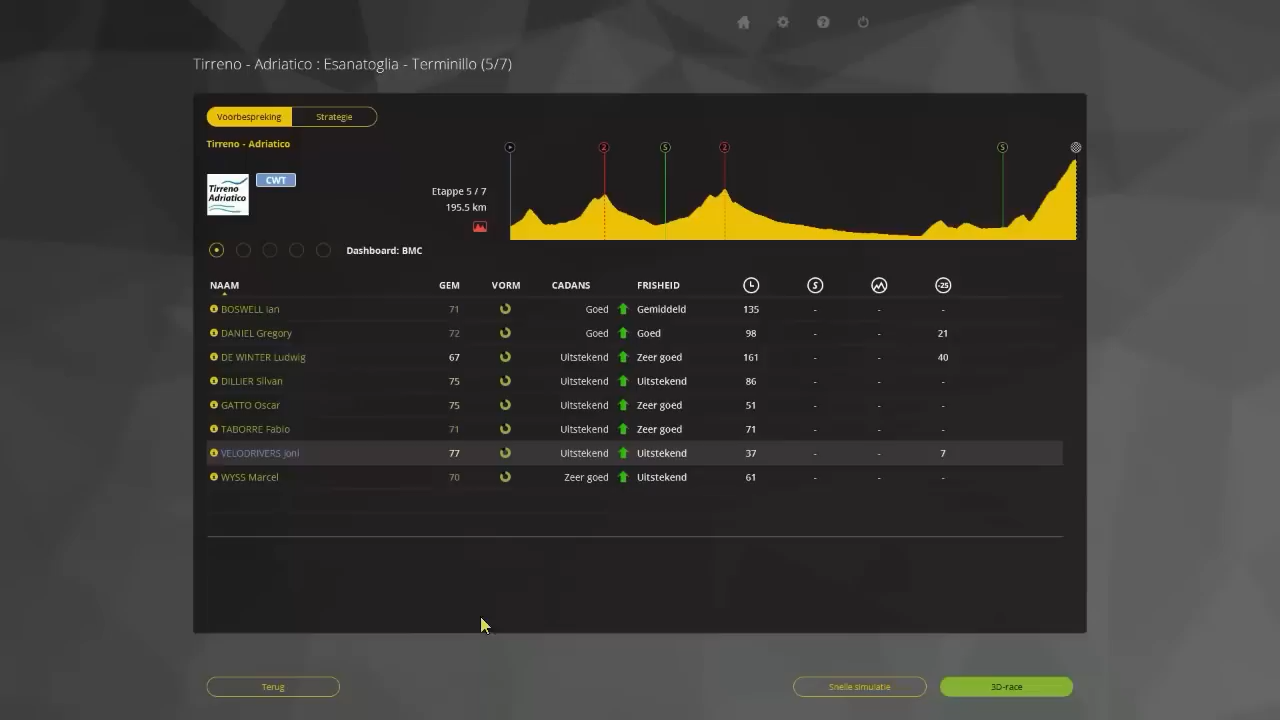 Tirreno - Adriatico : Esanatoglia - Terminillo (5/7)
Voorbespreking Strategie
Tirreno - Adriatico
2 S 2 S
Tirreno Adriatico
CWT
Etappe 5 / 7
195.5 km
Dashboard: BMC
NAAM GEM VORM CADANS FRISHEID S -25
BOSWELL Ian 71 Goed Gemiddeld 135 - - -
DANIEL Gregory 72 Goed Goed 98 - - 21
DE WINTER Ludwig 67 Uitstekend Zeer goed 161 - - 40
DILLIER Silvan 75 Uitstekend Uitstekend 86 - - -
GATTO Oscar 75 Uitstekend Zeer goed 51 - - -
TABORRE Fabio 71 Uitstekend Zeer goed 71 - - -
VELODRIVERS Joni 77 Uitstekend Uitstekend 37 - - 7
WYSS Marcel 70 Zeer goed Uitstekend 61 - - -
Terug Snelle simulatie 3D-race